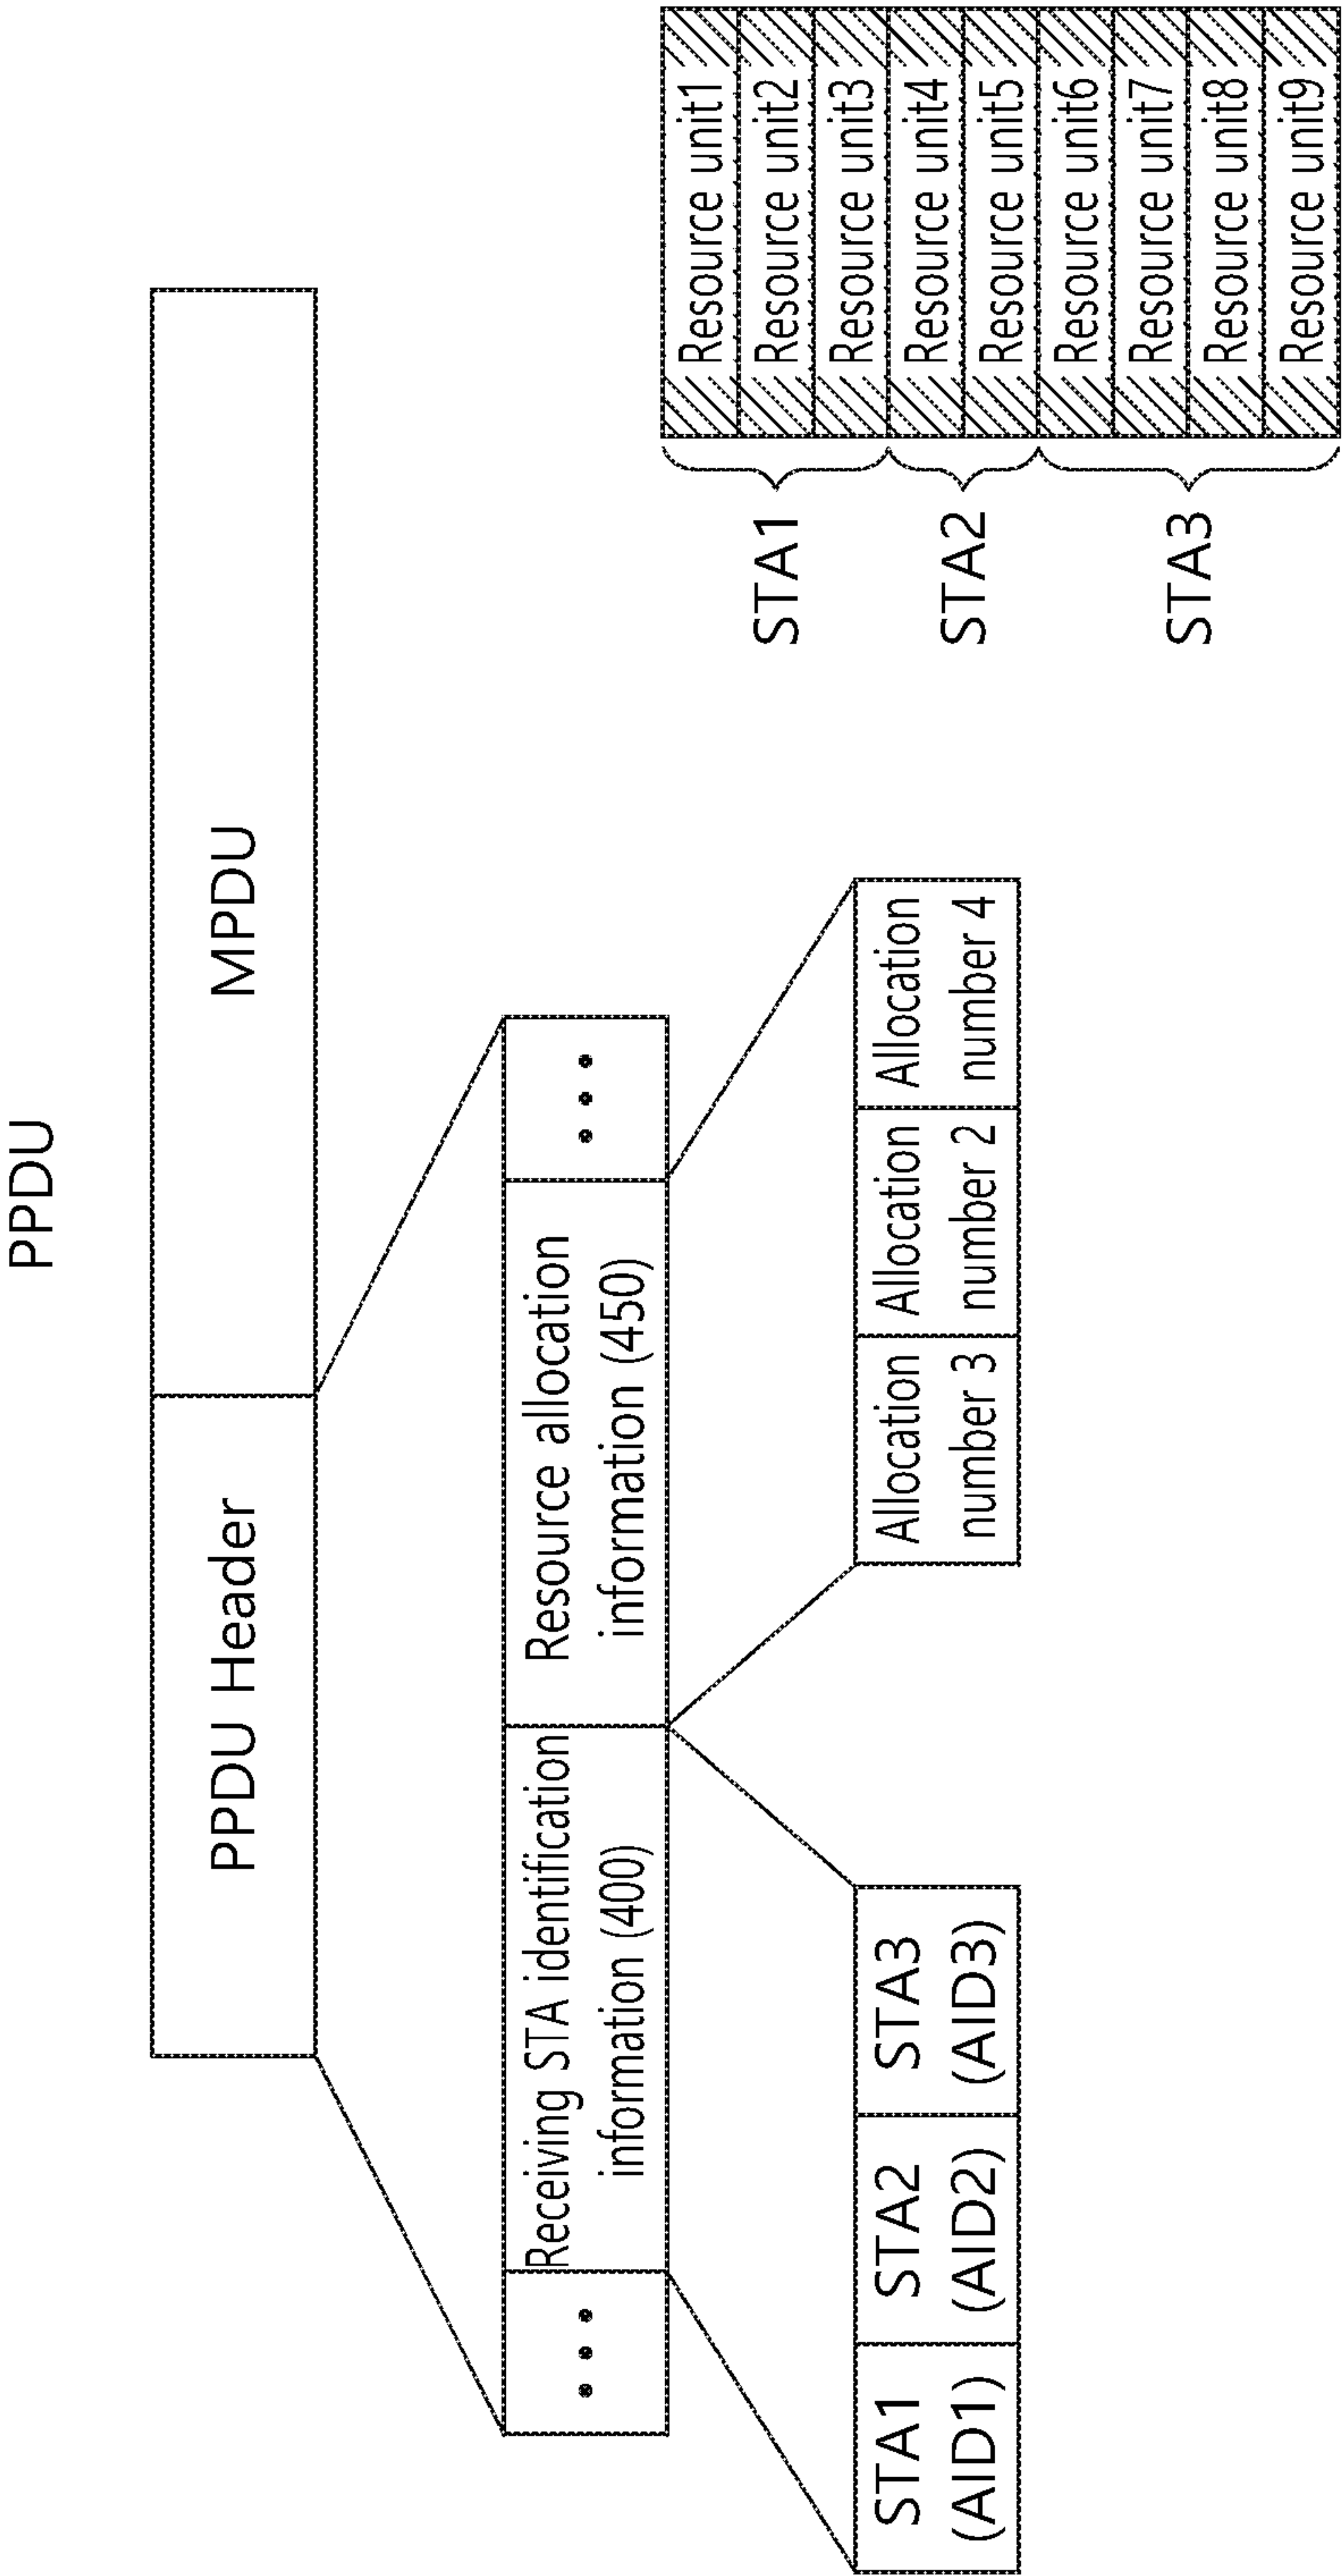 PPDU
PPDU Header
MPDU
•••
Receiving STA identification
information (400)
Resource allocation
information (450)
•••
STA1
(AID1)
STA2
(AID2)
STA3
(AID3)
Allocation
number 3
Allocation
number 2
Allocation
number 4
STA1
STA2
STA3
Resource unit1
Resource unit2
Resource unit3
Resource unit4
Resource unit5
Resource unit6
Resource unit7
Resource unit8
Resource unit9